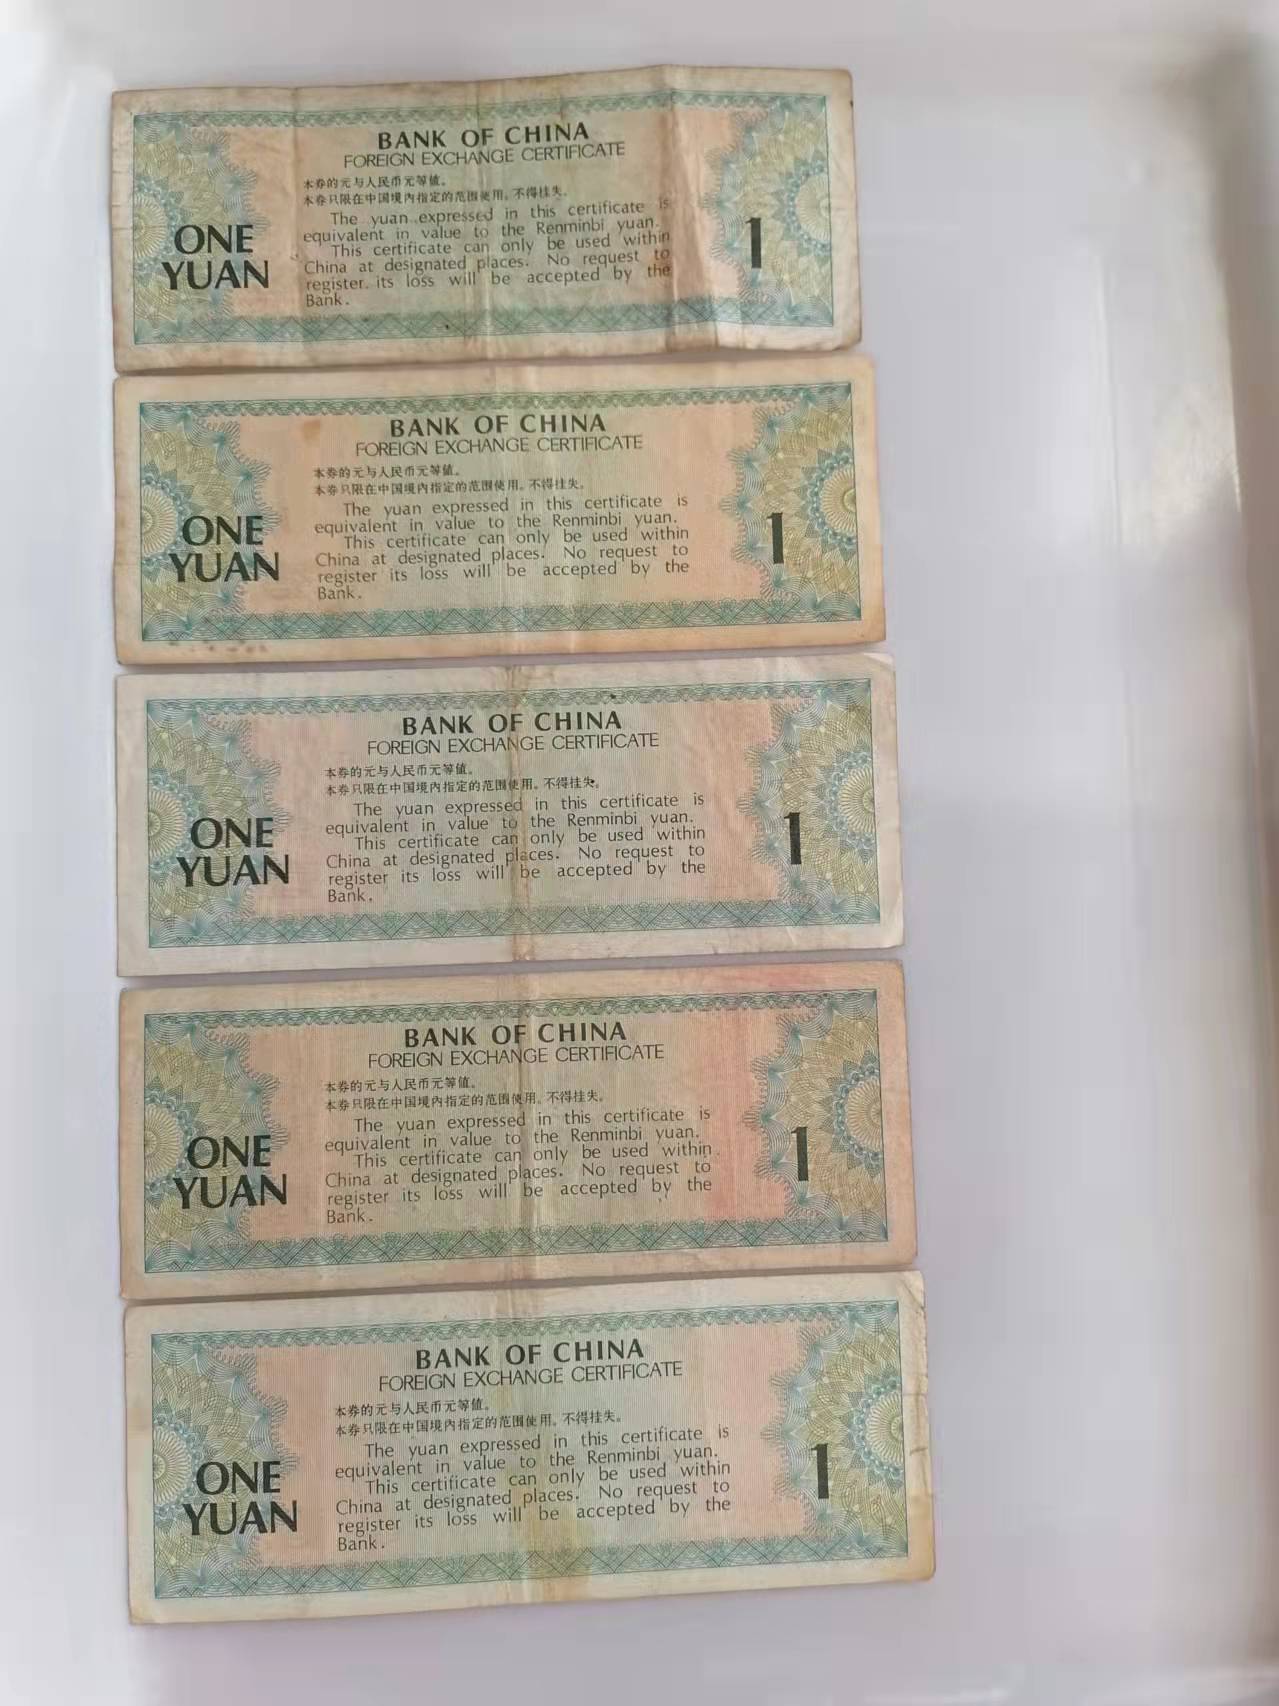 BANK OF CHINA
FOREIGN EXCHANGE CERTIFICATE
本券的元与人民币元等值。
本券只限在中国境内指定的范围使用。不得挂失。
The yuan expressed in this certificate is
equivalent in value to the Renminbi yuan.
This certificate can only be used within
China at designated places. No request to
register its loss will be accepted by the
Bank.
ONE
YUAN
1
BANK OF CHINA
FOREIGN EXCHANGE CERTIFICATE
本券的元与人民币元等值。
本券只限在中国境内指定的范围使用。不得挂失。
The yuan expressed in this certificate is
equivalent in value to the Renminbi yuan.
This certificate can only be used within
China at designated places. No request to
register its loss will be accepted by the
Bank.
ONE
YUAN
1
BANK OF CHINA
FOREIGN EXCHANGE CERTIFICATE
本券的元与人民币元等值。
本券只限在中国境内指定的范围使用。不得挂失。
The yuan expressed in this certificate is
equivalent in value to the Renminbi yuan.
This certificate can only be used within
China at designated places. No request to
register its loss will be accepted by the
Bank.
ONE
YUAN
1
BANK OF CHINA
FOREIGN EXCHANGE CERTIFICATE
本券的元与人民币元等值。
本券只限在中国境内指定的范围使用。不得挂失。
The yuan expressed in this certificate is
equivalent in value to the Renminbi yuan.
This certificate can only be used within
China at designated places. No request to
register its loss will be accepted by the
Bank.
ONE
YUAN
1
BANK OF CHINA
FOREIGN EXCHANGE CERTIFICATE
本券的元与人民币元等值。
本券只限在中国境内指定的范围使用。不得挂失。
The yuan expressed in this certificate is
equivalent in value to the Renminbi yuan.
This certificate can only be used within
China at designated places. No request to
register its loss will be accepted by the
Bank.
ONE
YUAN
1